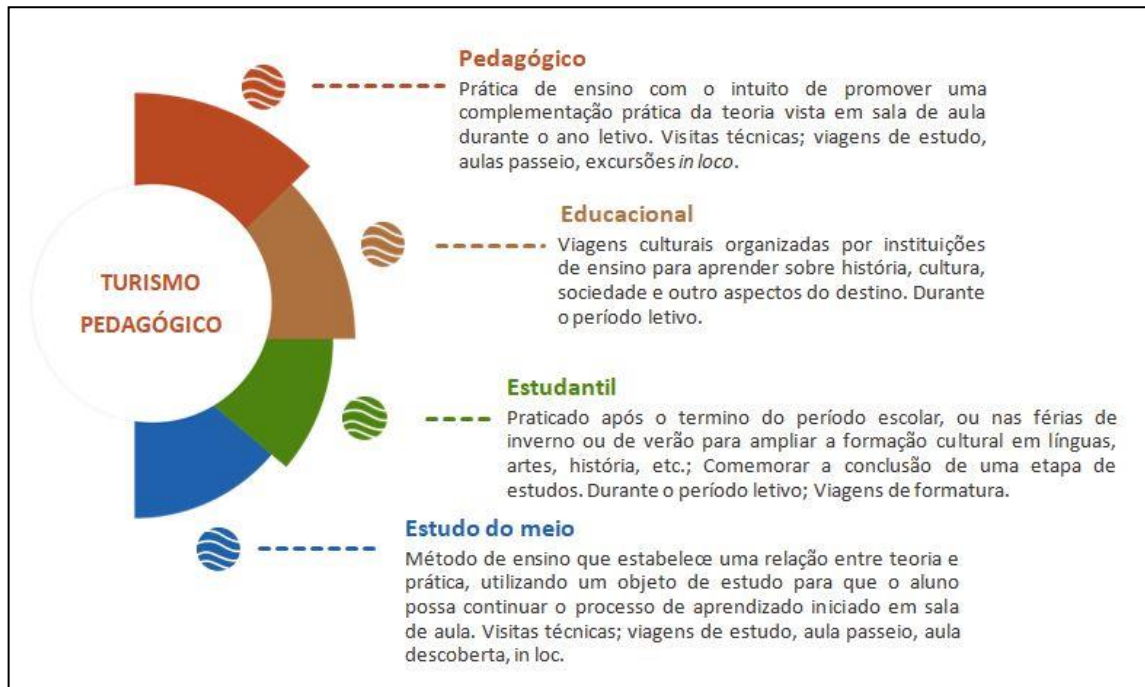 TURISMO
PEDAGÓGICO
Pedagógico
Prática de ensino com o intuito de promover uma
complementação prática da teoria vista em sala de aula
durante o ano letivo. Visitas técnicas; viagens de estudo,
aulas passeio, excursões in loco.
Educacional
Viagens culturais organizadas por instituições
de ensino para aprender sobre história, cultura,
sociedade e outro aspectos do destino. Durante
o período letivo.
Estudantil
Praticado após o termino do período escolar, ou nas férias de
inverno ou de verão para ampliar a formação cultural em línguas,
artes, história, etc.; Comemorar a conclusão de uma etapa de
estudos. Durante o período letivo; Viagens de formatura.
Estudo do meio
Método de ensino que estabelece uma relação entre teoria e
prática, utilizando um objeto de estudo para que o aluno
possa continuar o processo de aprendizado iniciado em sala
de aula. Visitas técnicas; viagens de estudo, aula passeio, aula
descoberta, in loc.